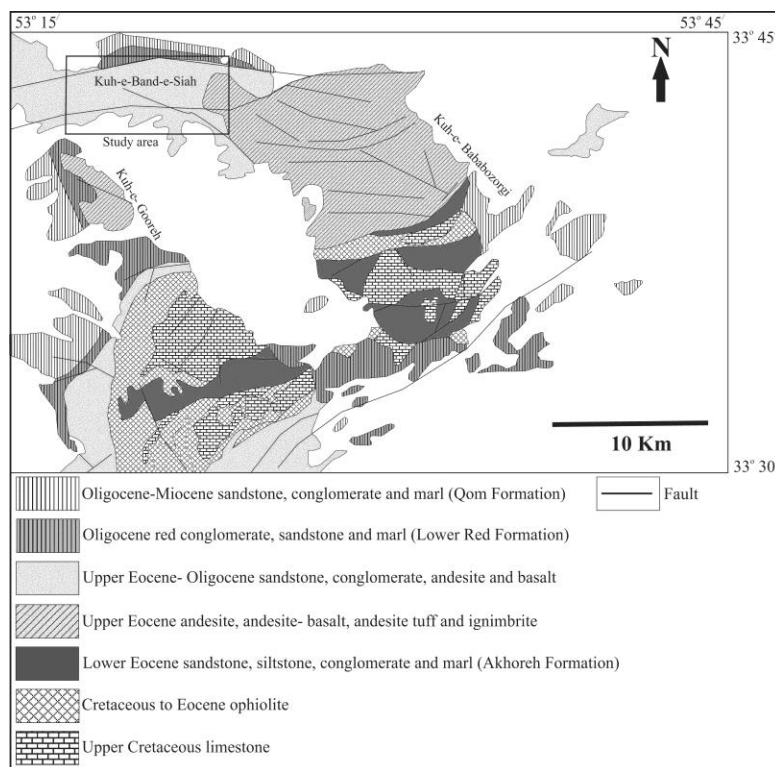 53° 15'
53° 45'
33° 45'
N
Kuh-e-Band-e-Siah
Study area
Kuh-e- Bababozorgi
Kuh-e- Gooreh
10 Km
33° 30
Oligocene-Miocene sandstone, conglomerate and marl (Qom Formation)
Fault
Oligocene red conglomerate, sandstone and marl (Lower Red Formation)
Upper Eocene- Oligocene sandstone, conglomerate, andesite and basalt
Upper Eocene andesite, andesite- basalt, andesite tuff and ignimbrite
Lower Eocene sandstone, siltstone, conglomerate and marl (Akhoreh Formation)
Cretaceous to Eocene ophiolite
Upper Cretaceous limestone